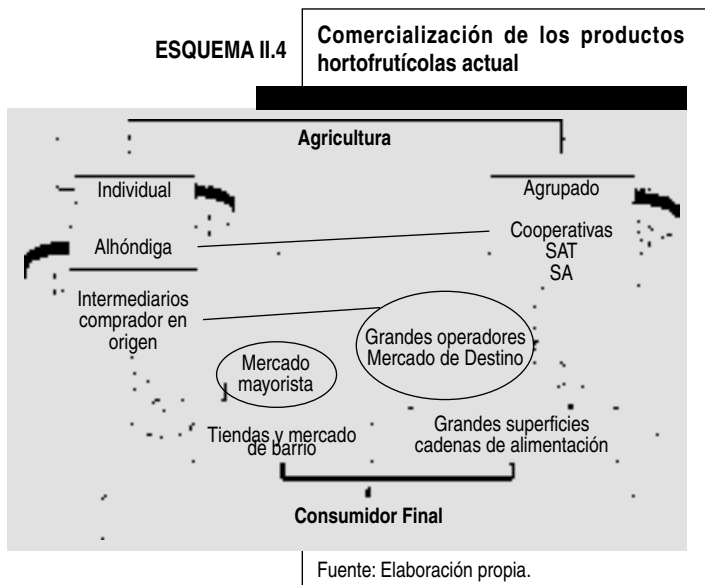 ESQUEMA II.4
Comercialización de los productos
hortofrutícolas actual
Agricultura
Individual
Agrupado
Alhóndiga
Cooperativas
SAT
SA
Intermediarios
comprador en
origen
Grandes operadores
Mercado de Destino
Mercado
mayorista
Tiendas y mercado
de barrio
Grandes superficies
cadenas de alimentación
Consumidor Final
Fuente: Elaboración propia.